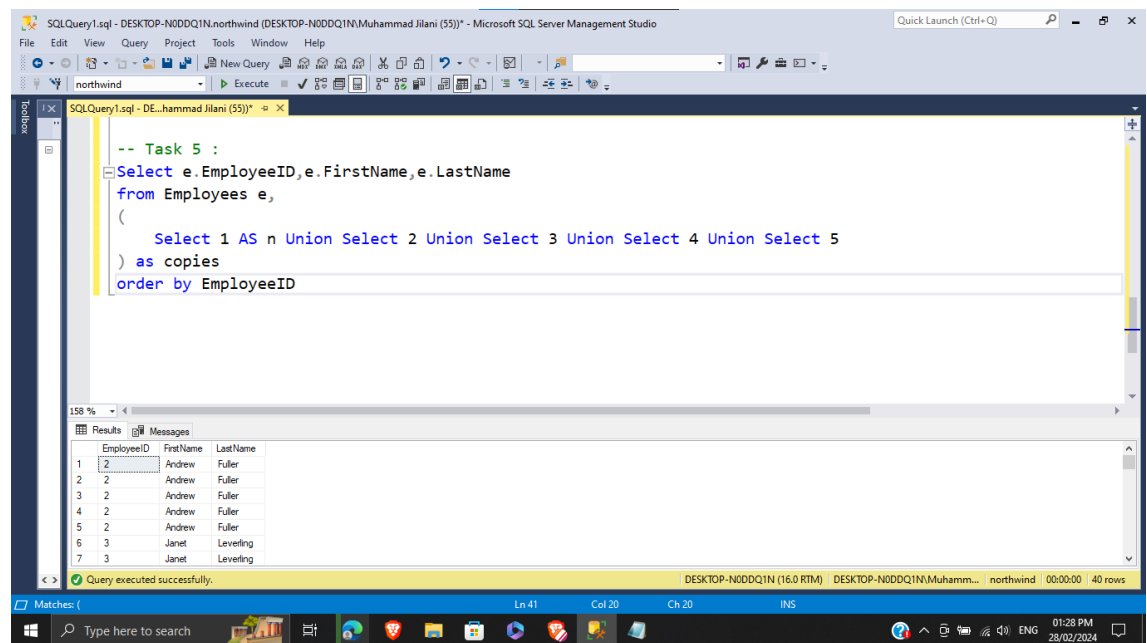 SQLQuery1.sql - DESKTOP-N0DDQ1N.northwind (DESKTOP-N0DDQ1N\Muhammad Jilani (55))* - Microsoft SQL Server Management Studio
Quick Launch (Ctrl+Q)
File Edit View Query Project Tools Window Help
New Query
northwind Execute
Toolbox
SQLQuery1.sql - DE...hammad Jilani (55))*
-- Task 5 :
Select e.EmployeeID,e.FirstName,e.LastName
from Employees e,
(
Select 1 AS n Union Select 2 Union Select 3 Union Select 4 Union Select 5
) as copies
order by EmployeeID
158 %
Results Messages
EmployeeID FirstName LastName
1 2 Andrew Fuller
2 2 Andrew Fuller
3 2 Andrew Fuller
4 2 Andrew Fuller
5 2 Andrew Fuller
6 3 Janet Leverling
7 3 Janet Leverling
Query executed successfully. DESKTOP-N0DDQ1N (16.0 RTM) DESKTOP-N0DDQ1N\Muhamm... northwind 00:00:00 40 rows
Matches: ( Ln 41 Col 20 Ch 20 INS
Type here to search
ENG
01:28 PM
28/02/2024